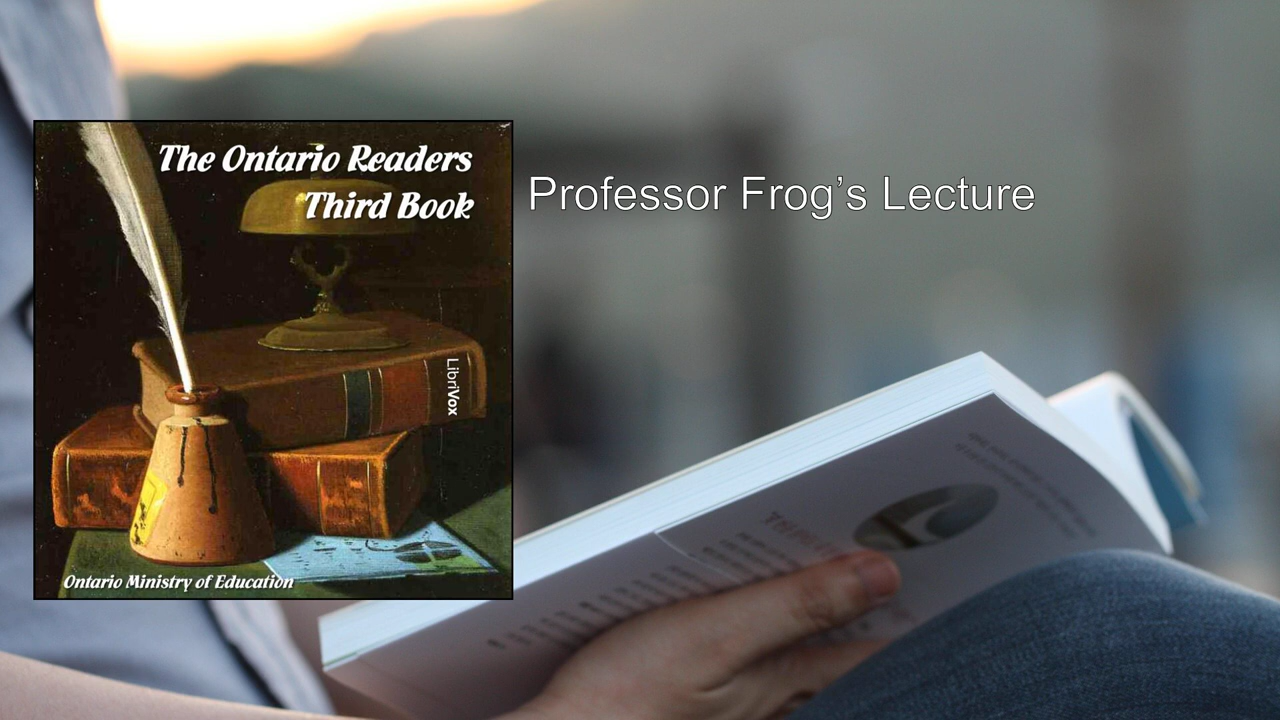 The Ontario Readers
Third Book
LibriVox
Ontario Ministry of Education
Professor Frog’s Lecture